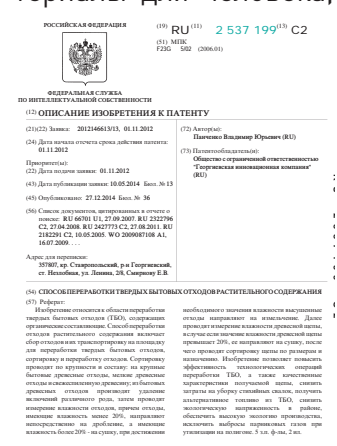 териалы для человека,
РОССИЙСКАЯ ФЕДЕРАЦИЯ
ФЕДЕРАЛЬНАЯ СЛУЖБА
ПО ИНТЕЛЛЕКТУАЛЬНОЙ СОБСТВЕННОСТИ
(19) RU (11) 2 537 199 (13) C2
(51) МПК
F23G 5/02 (2006.01)
(12) ОПИСАНИЕ ИЗОБРЕТЕНИЯ К ПАТЕНТУ
(21)(22) Заявка: 2012146613/13, 01.11.2012
(24) Дата начала отсчета срока действия патента:
01.11.2012
Приоритет(ы):
(22) Дата подачи заявки: 01.11.2012
(43) Дата публикации заявки: 10.05.2014 Бюл. № 13
(45) Опубликовано: 27.12.2014 Бюл. № 36
(56) Список документов, цитированных в отчете о
поиске: RU 66701 U1, 27.09.2007. RU 2322796
C2, 27.04.2008. RU 2427773 C2, 27.08.2011. RU
2182291 C2, 10.05.2005. WO 2009087108 A1,
16.07.2009. . . .
Адрес для переписки:
357807, кр. Ставропольский, р-н Георгиевский,
ст. Незлобная, ул. Ленина, 2/8, Смиркову Е.В.
(72) Автор(ы):
Панченко Владимир Юрьевич (RU)
(73) Патентообладатель(и):
Общество с ограниченной ответственностью
"Георгиевская инновационная компания"
(RU)
(54) СПОСОБ ПЕРЕРАБОТКИ ТВЕРДЫХ БЫТОВЫХ ОТХОДОВ РАСТИТЕЛЬНОГО СОДЕРЖАНИЯ
(57) Реферат:
Изобретение относится к области переработки
твердых бытовых отходов (ТБО), содержащих
органические составляющие. Способ переработки
отходов растительного содержания включает
сбор отходов и их транспортировку на площадку
для переработки твердых бытовых отходов,
сортировку и переработку отходов. Сортировку
проводят по крупности в составе: на крупные
бытовые древесные отходы, мелкие древесные
отходы и свежеспиленную древесину; из бытовых
древесных отходов производят удаление
включений различного рода, затем проводят
измерение влажности отходов, причем отходы,
имеющие влажность менее 20%, направляют
непосредственно на дробление, а имеющие
влажность более 20% - на сушку, при достижении
необходимого значения влажности высушенные
отходы направляют на измельчение. Далее
проводят измерение влажности древесной щепы,
в случае если значение влажности древесной щепы
превышает 20%, ее направляют на сушку, после
чего проводят сортировку щепы по размерам и
назначению. Изобретение позволяет повысить
эффективность технологических операций
переработки ТБО, а также качественные
характеристики получаемой щепы, снизить
затраты на уборку стихийных свалок, получить
альтернативное топливо из ТБО, снизить
экологическую напряженность в районе,
обеспечить высокую экологию производства,
исключить выбросы парниковых газов при
утилизации на полигоне. 5 з.п. ф-лы, 2 ил.